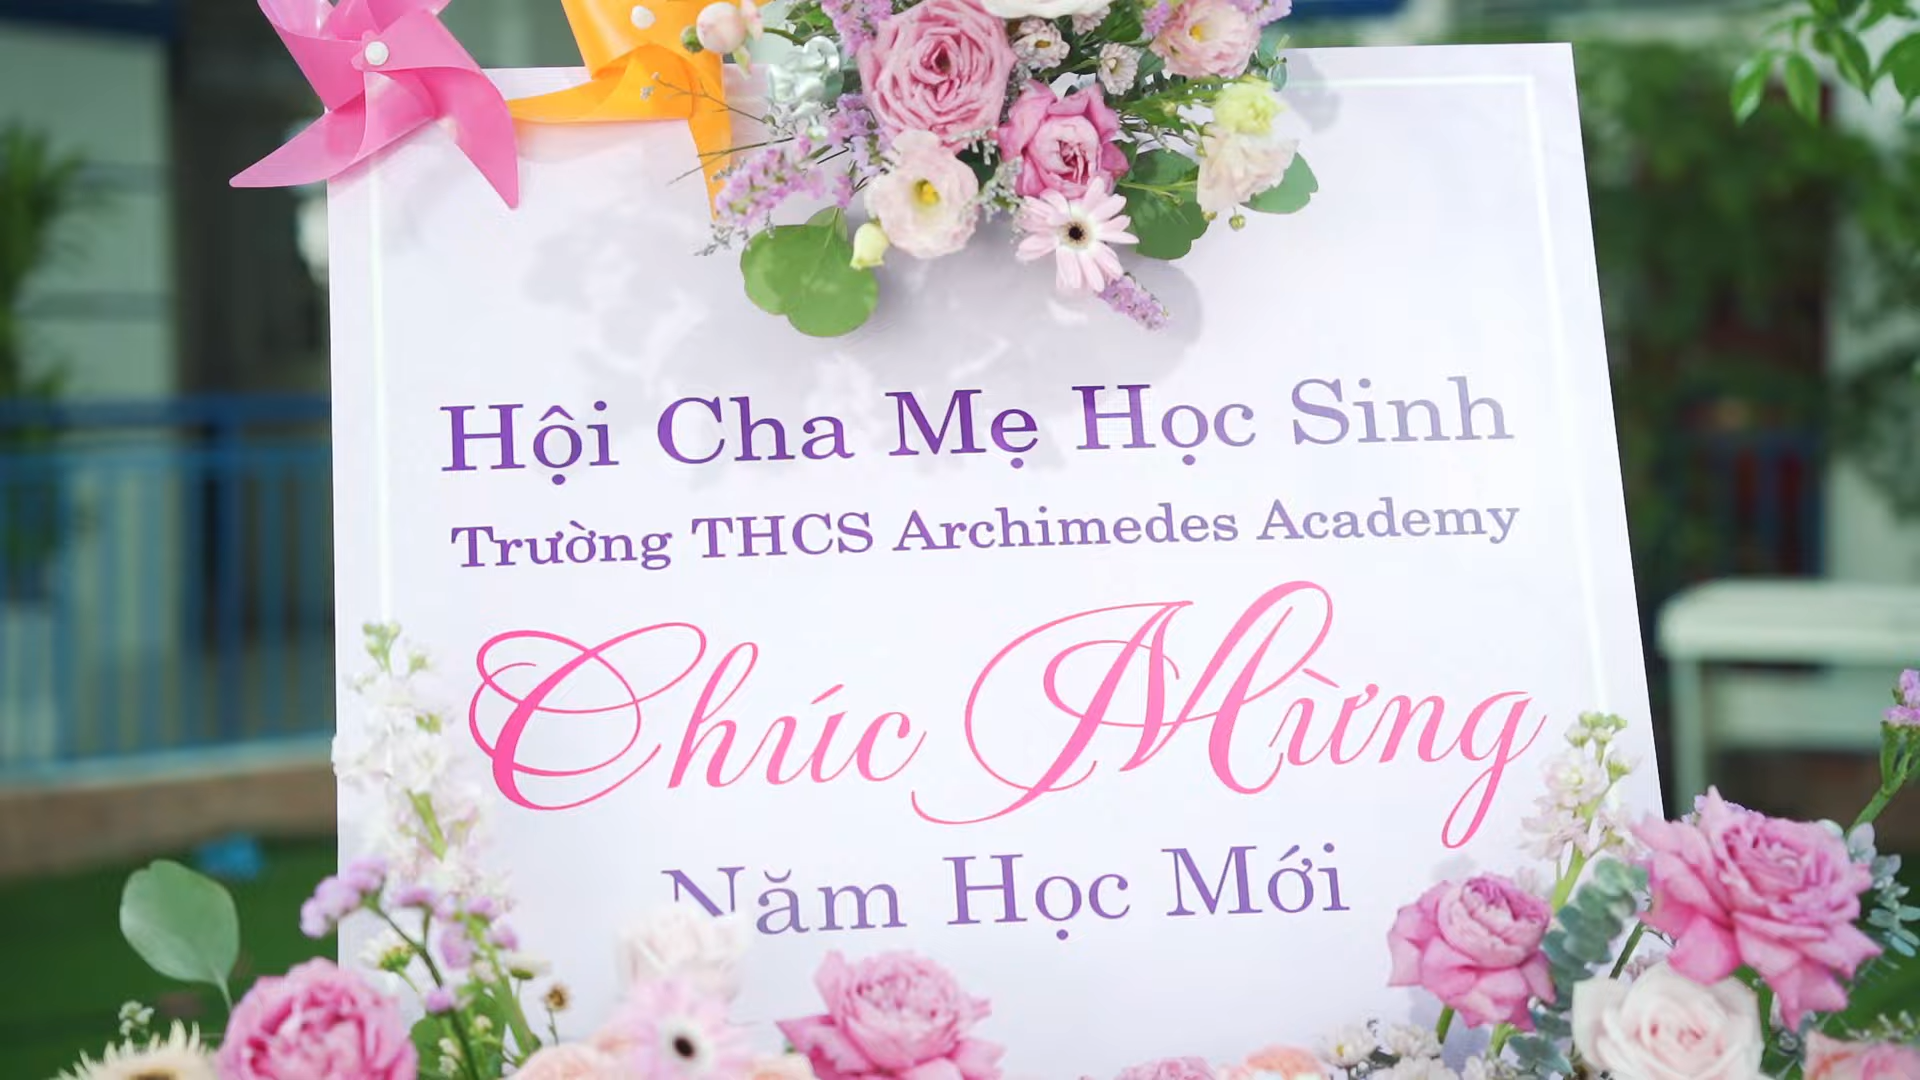 Hội Cha Mẹ Học Sinh
Trường THCS Archimedes Academy
Chúc Mừng
Năm Học Mới